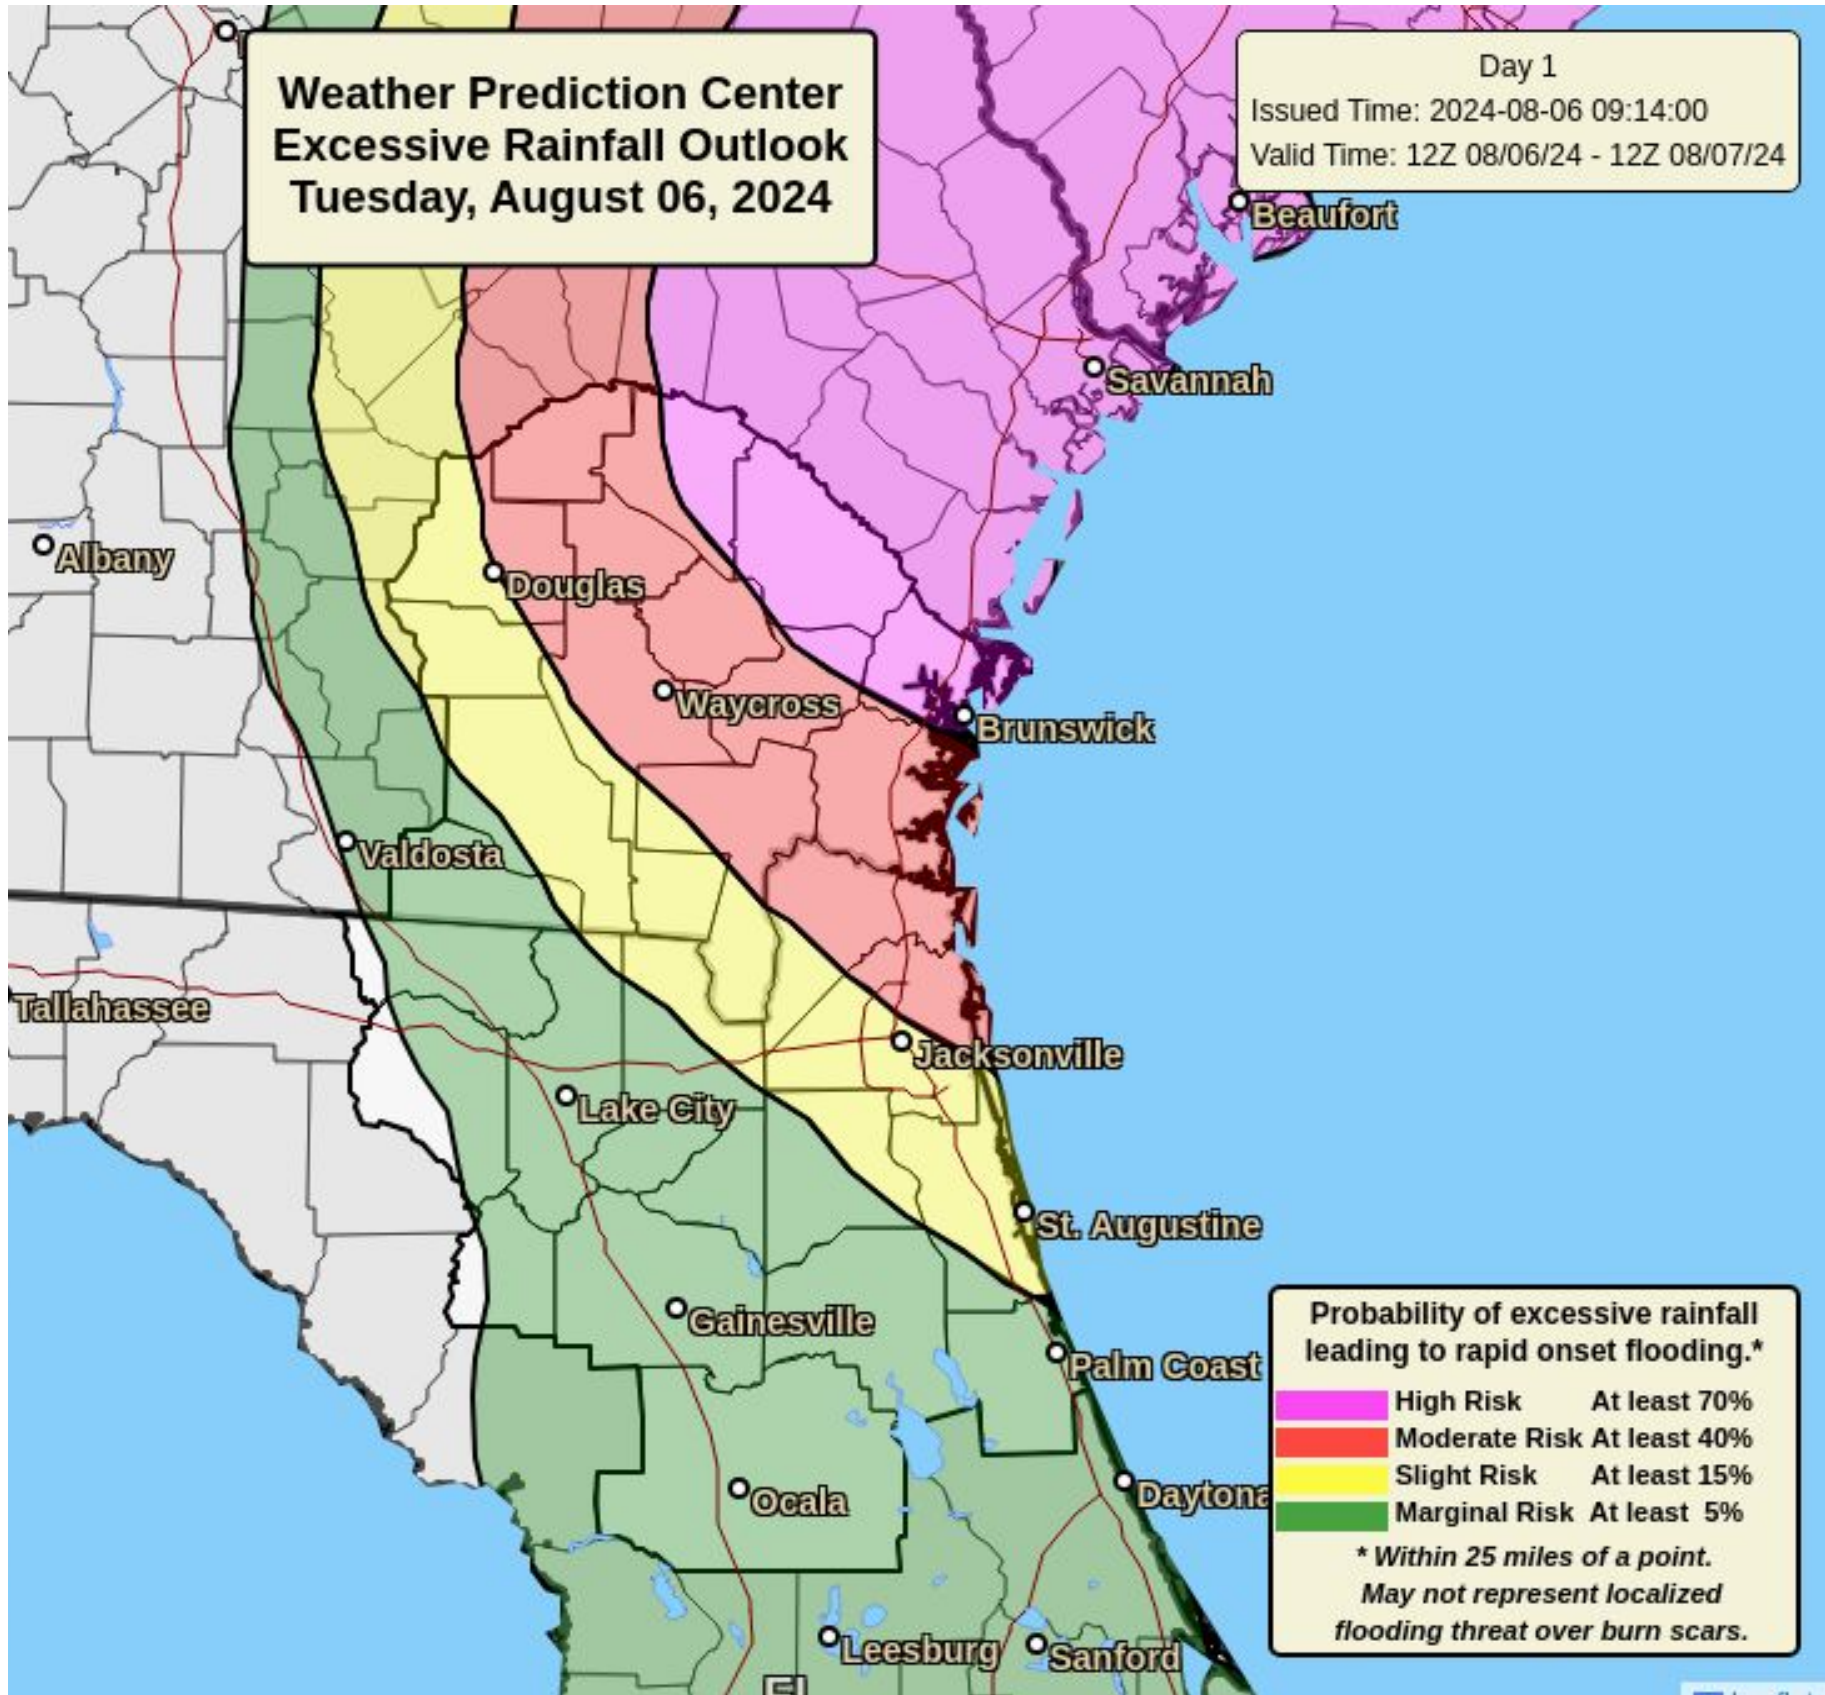 Weather Prediction Center
Excessive Rainfall Outlook
Tuesday, August 06, 2024
Day 1
Issued Time: 2024-08-06 09:14:00
Valid Time: 12Z 08/06/24 - 12Z 08/07/24
Beaufort
Savannah
Albany
Douglas
Waycross
Brunswick
Valdosta
Tallahassee
Jacksonville
Lake City
St. Augustine
Gainesville
Palm Coast
Ocala
Daytona
Leesburg
Sanford
Probability of excessive rainfall
leading to rapid onset flooding.*
High Risk At least 70%
Moderate Risk At least 40%
Slight Risk At least 15%
Marginal Risk At least 5%
* Within 25 miles of a point.
May not represent localized
flooding threat over burn scars.